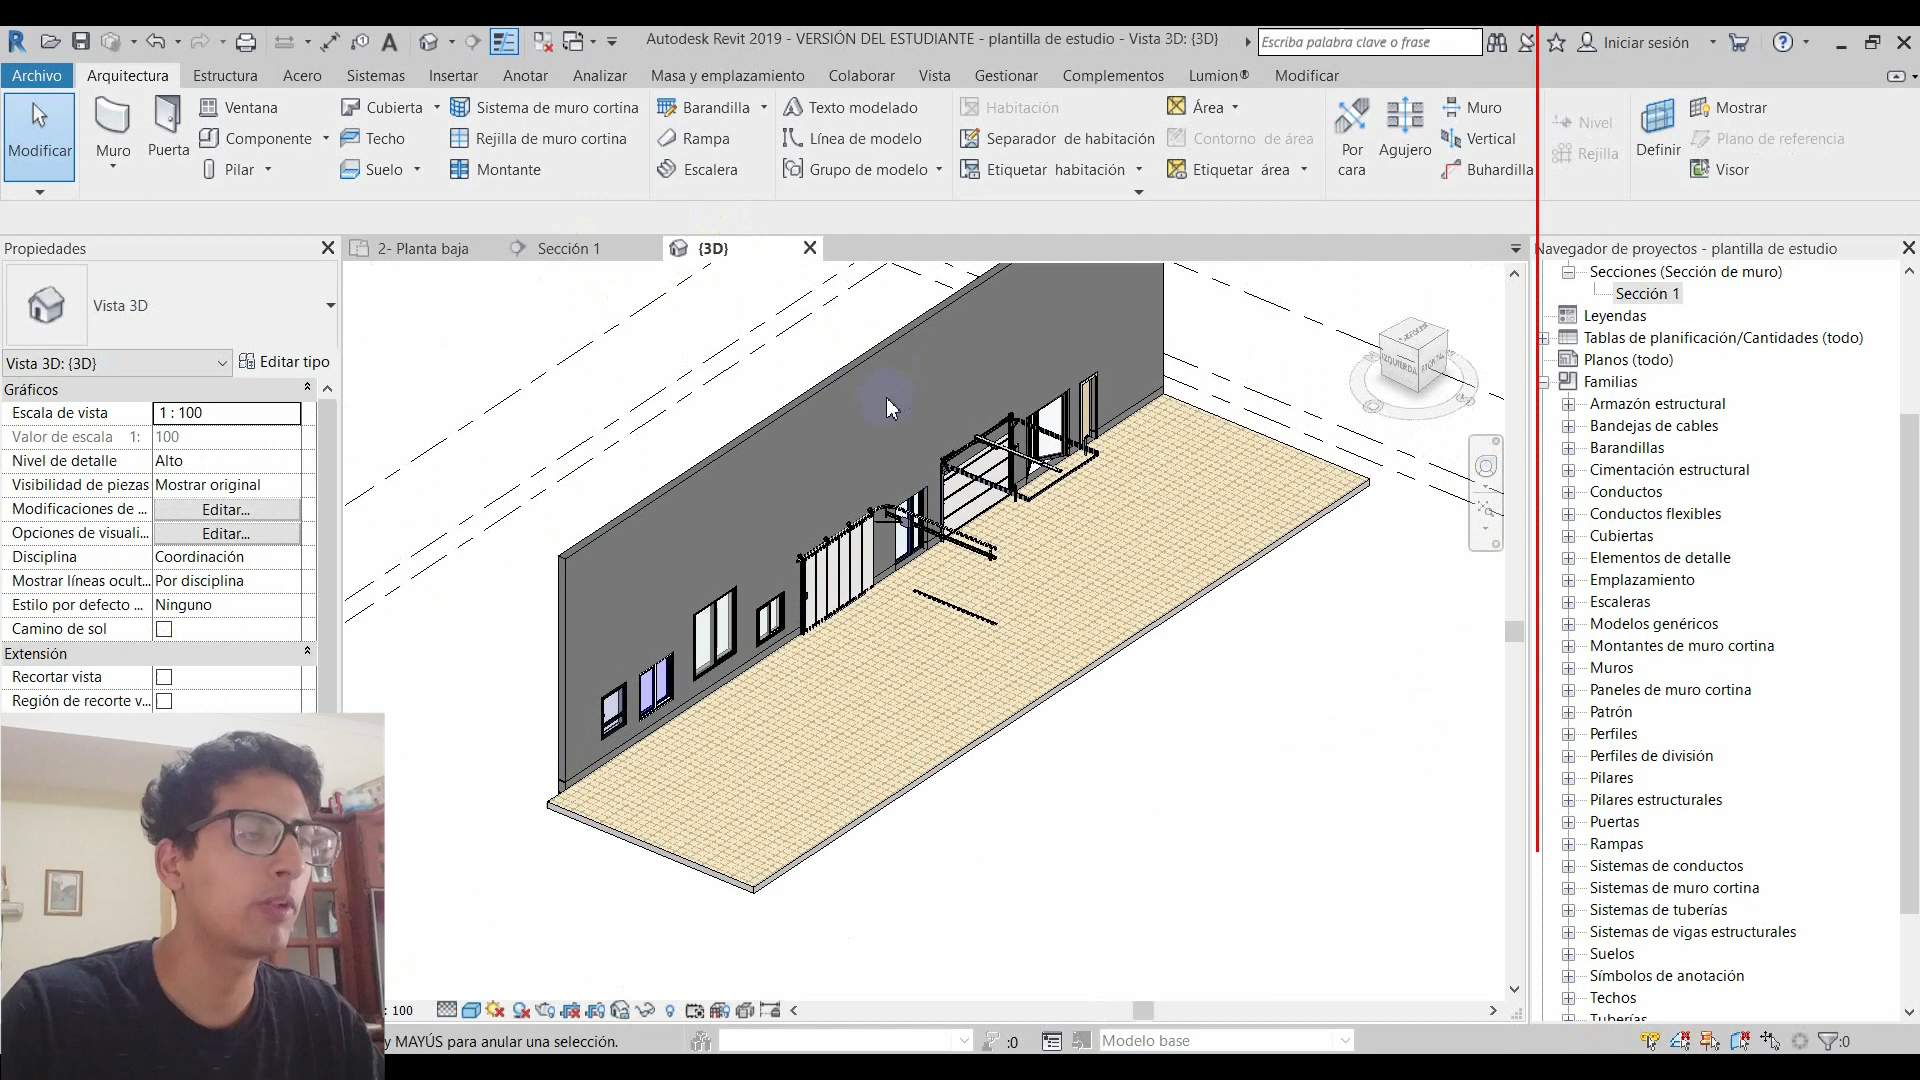 Autodesk Revit 2019 - VERSIÓN DEL ESTUDIANTE - plantilla de estudio - Vista 3D: {3D}
Escriba palabra clave o frase
Iniciar sesión
Archivo Arquitectura Estructura Acero Sistemas Insertar Anotar Analizar Masa y emplazamiento Colaborar Vista Gestionar Complementos Lumion® Modificar
Modificar
Muro
Puerta
Ventana
Componente
Pilar
Cubierta
Techo
Suelo
Sistema de muro cortina
Rejilla de muro cortina
Montante
Barandilla
Rampa
Escalera
Texto modelado
Línea de modelo
Grupo de modelo
Habitación
Separador de habitación
Etiquetar habitación
Área
Contorno de área
Etiquetar área
Por
cara
Agujero
Muro
Vertical
Buhardilla
Nivel
Rejilla
Definir
Mostrar
Plano de referencia
Visor
Propiedades
2- Planta baja
Sección 1
{3D}
Navegador de proyectos - plantilla de estudio
Vista 3D
Vista 3D: {3D}
Editar tipo
Gráficos
Escala de vista 1 : 100
Valor de escala 1: 100
Nivel de detalle Alto
Visibilidad de piezas Mostrar original
Modificaciones de ... Editar...
Opciones de visuali... Editar...
Disciplina Coordinación
Mostrar líneas ocult... Por disciplina
Estilo por defecto ... Ninguno
Camino de sol
Extensión
Recortar vista
Región de recorte v...
IZQUIERDA
Secciones (Sección de muro)
Sección 1
Leyendas
Tablas de planificación/Cantidades (todo)
Planos (todo)
Familias
Armazón estructural
Bandejas de cables
Barandillas
Cimentación estructural
Conductos
Conductos flexibles
Cubiertas
Elementos de detalle
Emplazamiento
Escaleras
Modelos genéricos
Montantes de muro cortina
Muros
Paneles de muro cortina
Patrón
Perfiles
Perfiles de división
Pilares
Pilares estructurales
Puertas
Rampas
Sistemas de conductos
Sistemas de muro cortina
Sistemas de tuberías
Sistemas de vigas estructurales
Suelos
Símbolos de anotación
Techos
Tuberías
: 100
y MAYÚS para anular una selección.
:0
Modelo base
:0